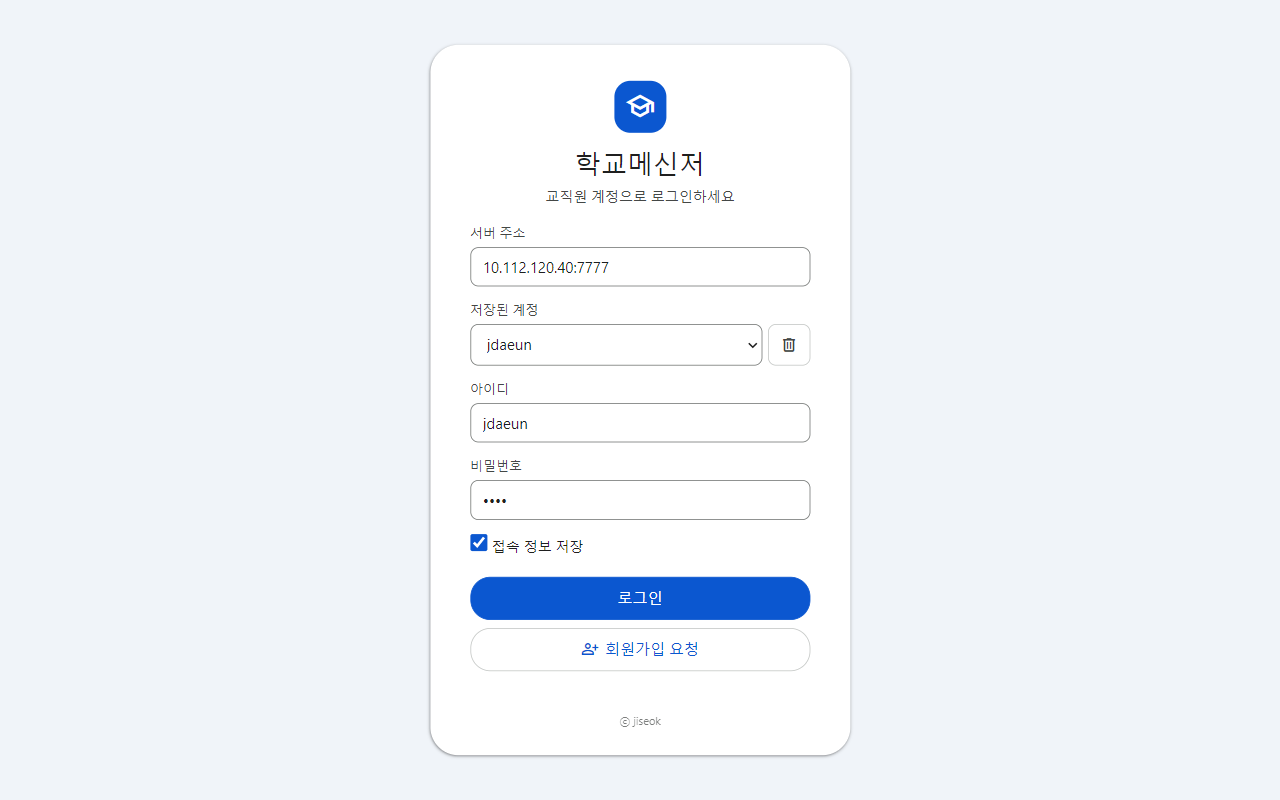 학교메신저
교직원 계정으로 로그인하세요
서버 주소
10.112.120.40:7777
저장된 계정
jdaeun
아이디
jdaeun
비밀번호
••••
접속 정보 저장
로그인
회원가입 요청
ⓒ jiseok